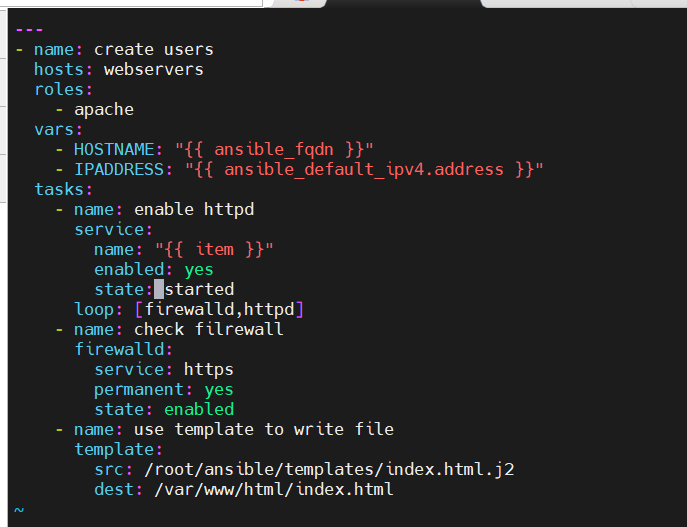 ---
- name: create users
  hosts: webservers
  roles:
    - apache
  vars:
    - HOSTNAME: "{{ ansible_fqdn }}"
    - IPADDRESS: "{{ ansible_default_ipv4.address }}"
  tasks:
    - name: enable httpd
      service:
        name: "{{ item }}"
        enabled: yes
        state: started
      loop: [firewalld,httpd]
    - name: check filrewall
      firewalld:
        service: https
        permanent: yes
        state: enabled
    - name: use template to write file
      template:
        src: /root/ansible/templates/index.html.j2
        dest: /var/www/html/index.html
~